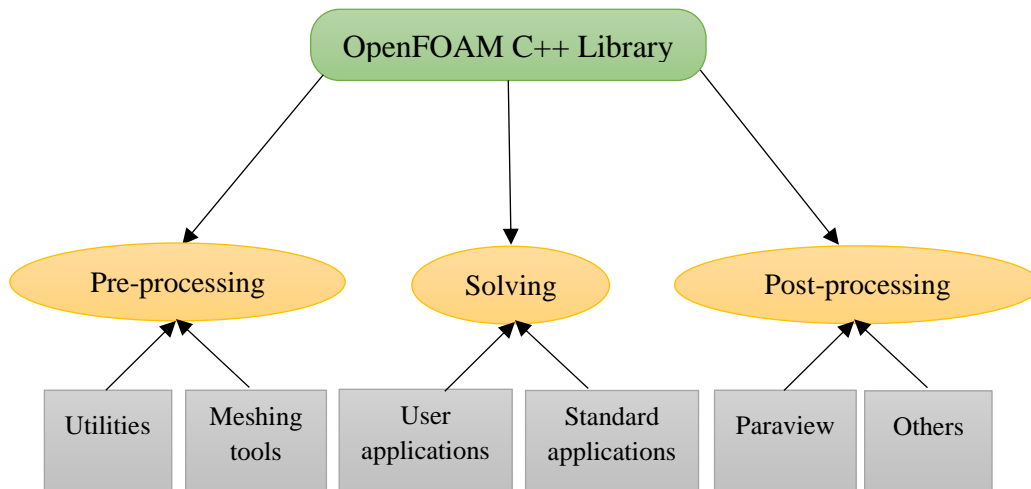 OpenFOAM C++ Library
Pre-processing
Solving
Post-processing
Utilities
Meshing
tools
User
applications
Standard
applications
Paraview
Others